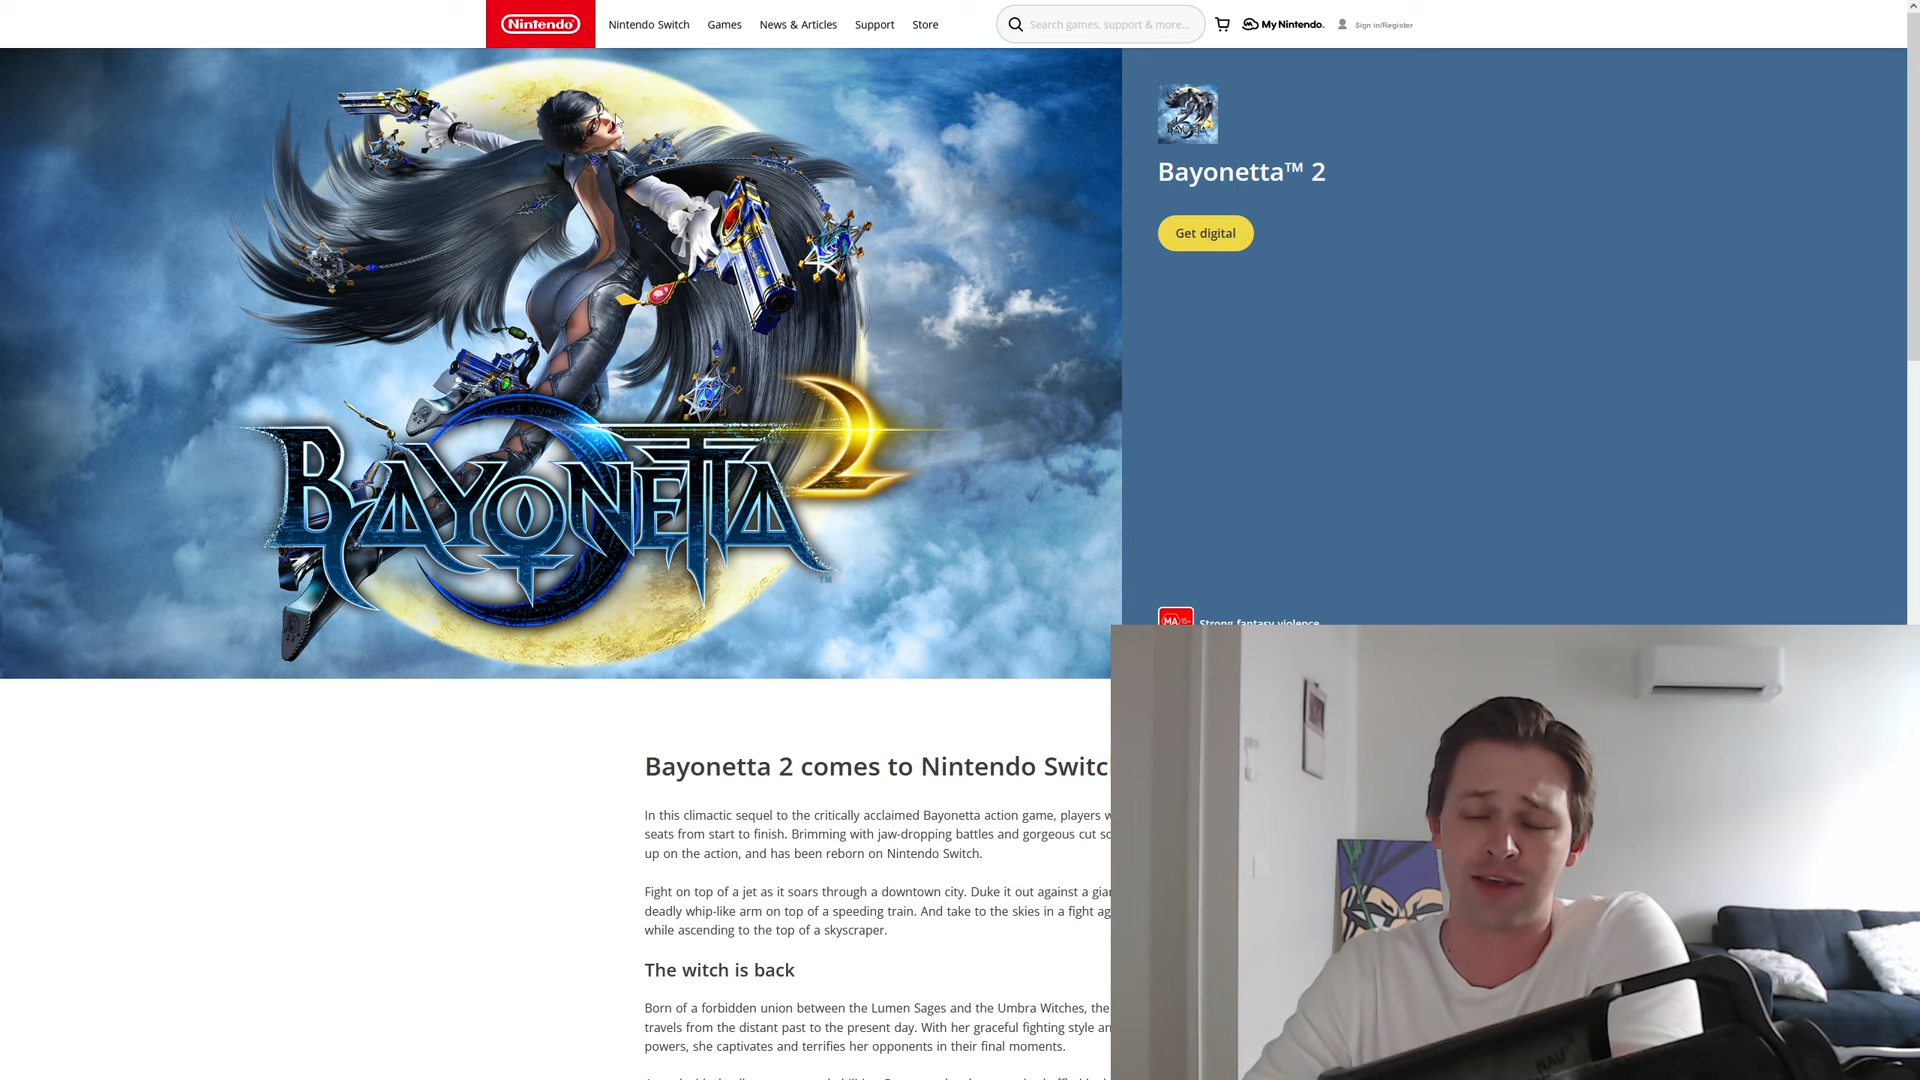 Nintendo
Nintendo Switch
Games
News & Articles
Support
Store
Search games, support & more...
My Nintendo.
Sign in/Register
BAYONETTA 2
TM
BAYONETTA
Bayonetta™ 2
Get digital
MA 15+
Strong fantasy violence
Bayonetta 2 comes to Nintendo Switc
In this climactic sequel to the critically acclaimed Bayonetta action game, players w
seats from start to finish. Brimming with jaw-dropping battles and gorgeous cut sc
up on the action, and has been reborn on Nintendo Switch.
Fight on top of a jet as it soars through a downtown city. Duke it out against a gia
deadly whip-like arm on top of a speeding train. And take to the skies in a fight ag
while ascending to the top of a skyscraper.
The witch is back
Born of a forbidden union between the Lumen Sages and the Umbra Witches, the
travels from the distant past to the present day. With her graceful fighting style an
powers, she captivates and terrifies her opponents in their final moments.